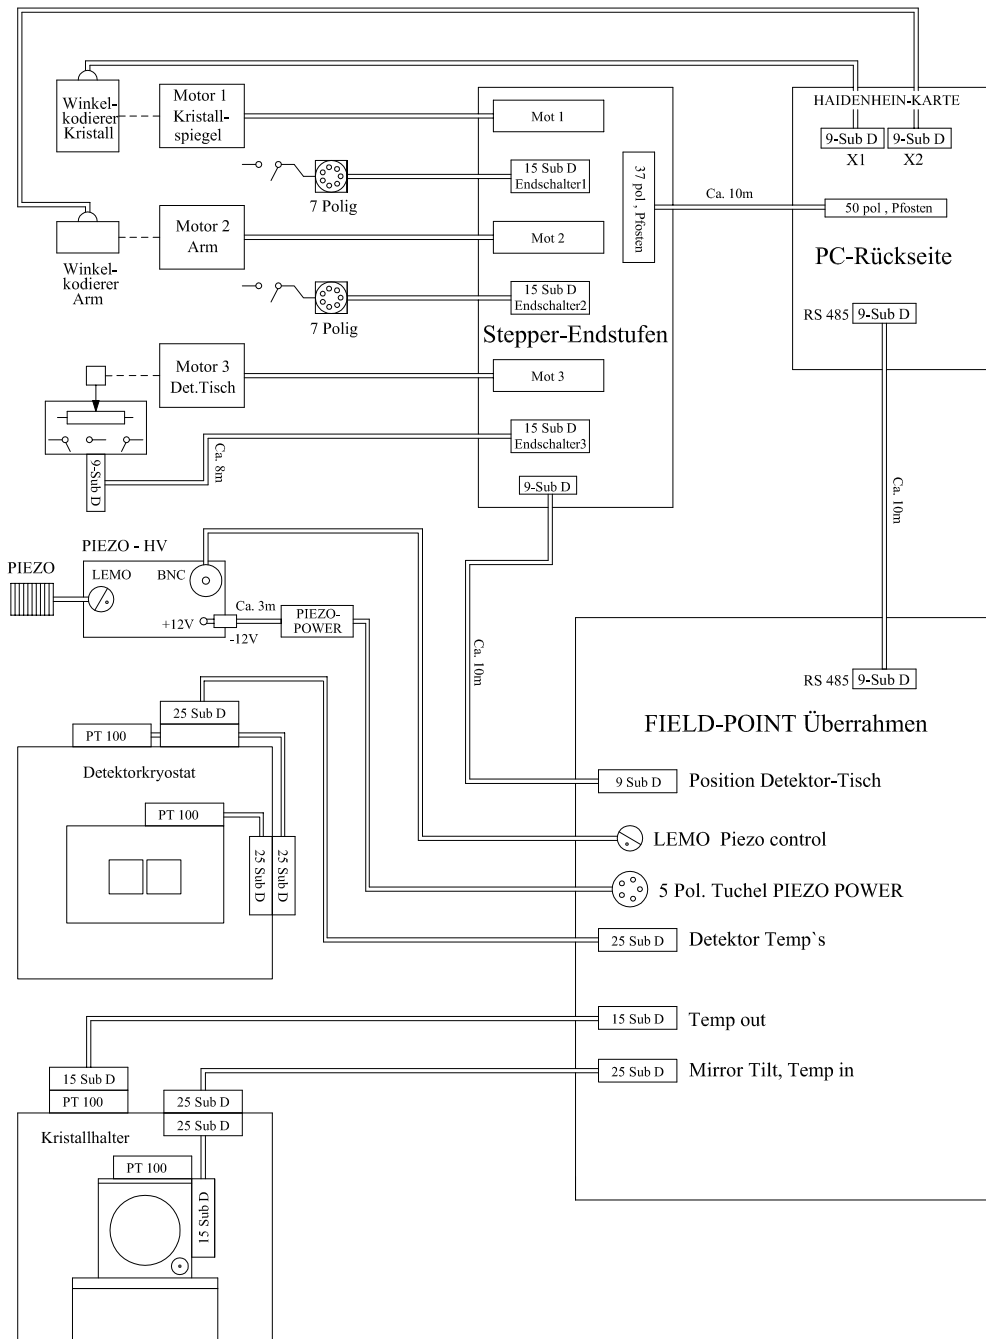 HAIDENHEIN-KARTE
9-Sub D
9-Sub D
X1
X2
Winkel-
kodierer
Kristall
Motor 1
Kristall-
spiegel
Mot 1
15 Sub D
Endschalter1
7 Polig
37 pol , Pfosten
Ca. 10m
50 pol , Pfosten
PC-Rückseite
Motor 2
Arm
Mot 2
Winkel-
kodierer
Arm
15 Sub D
Endschalter2
7 Polig
RS 485
9-Sub D
Stepper-Endstufen
Motor 3
Det.Tisch
Mot 3
15 Sub D
Endschalter3
Ca. 8m
9-Sub D
9-Sub D
Ca. 10m
PIEZO - HV
PIEZO
LEMO
BNC
+12V
-12V
Ca. 3m
PIEZO-
POWER
Ca. 10m
RS 485
9-Sub D
FIELD-POINT Überrahmen
25 Sub D
PT 100
Detektorkryostat
PT 100
25 Sub D
25 Sub D
9 Sub D
Position Detektor-Tisch
LEMO Piezo control
5 Pol. Tuchel PIEZO POWER
25 Sub D
Detektor Temp`s
15 Sub D
Temp out
25 Sub D
Mirror Tilt, Temp in
15 Sub D
PT 100
25 Sub D
25 Sub D
Kristallhalter
PT 100
15 Sub D